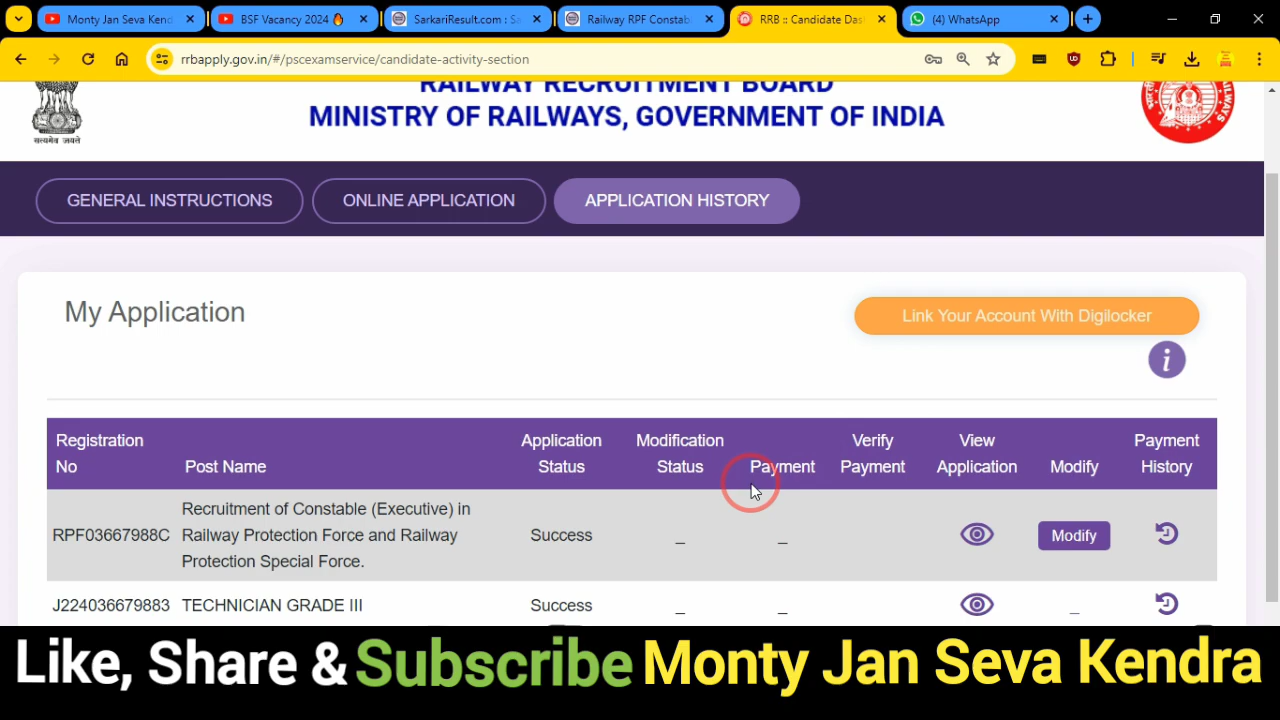 Monty Jan Seva Kend
BSF Vacancy 2024
SarkariResult.com : Sa
Railway RPF Constab
RRB :: Candidate Das
(4) WhatsApp
rrbapply.gov.in/#/pscexamservice/candidate-activity-section
RAILWAY RECRUITMENT BOARD
MINISTRY OF RAILWAYS, GOVERNMENT OF INDIA
सत्यमेव जयते
GENERAL INSTRUCTIONS
ONLINE APPLICATION
APPLICATION HISTORY
My Application
Link Your Account With Digilocker
i
Registration No
Post Name
Application Status
Modification Status
Payment
Verify Payment
View Application
Modify
Payment History
RPF03667988C
Recruitment of Constable (Executive) in
Railway Protection Force and Railway
Protection Special Force.
Success
_
_
Modify
J224036679883
TECHNICIAN GRADE III
Success
_
_
_
Like, Share & Subscribe Monty Jan Seva Kendra